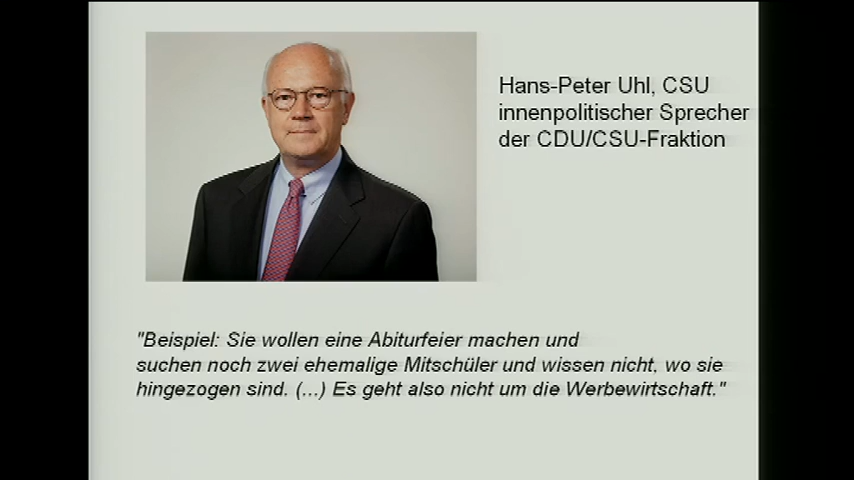 Hans-Peter Uhl, CSU
innenpolitischer Sprecher
der CDU/CSU-Fraktion
"Beispiel: Sie wollen eine Abiturfeier machen und
suchen noch zwei ehemalige Mitschüler und wissen nicht, wo sie
hingezogen sind. (...) Es geht also nicht um die Werbewirtschaft."